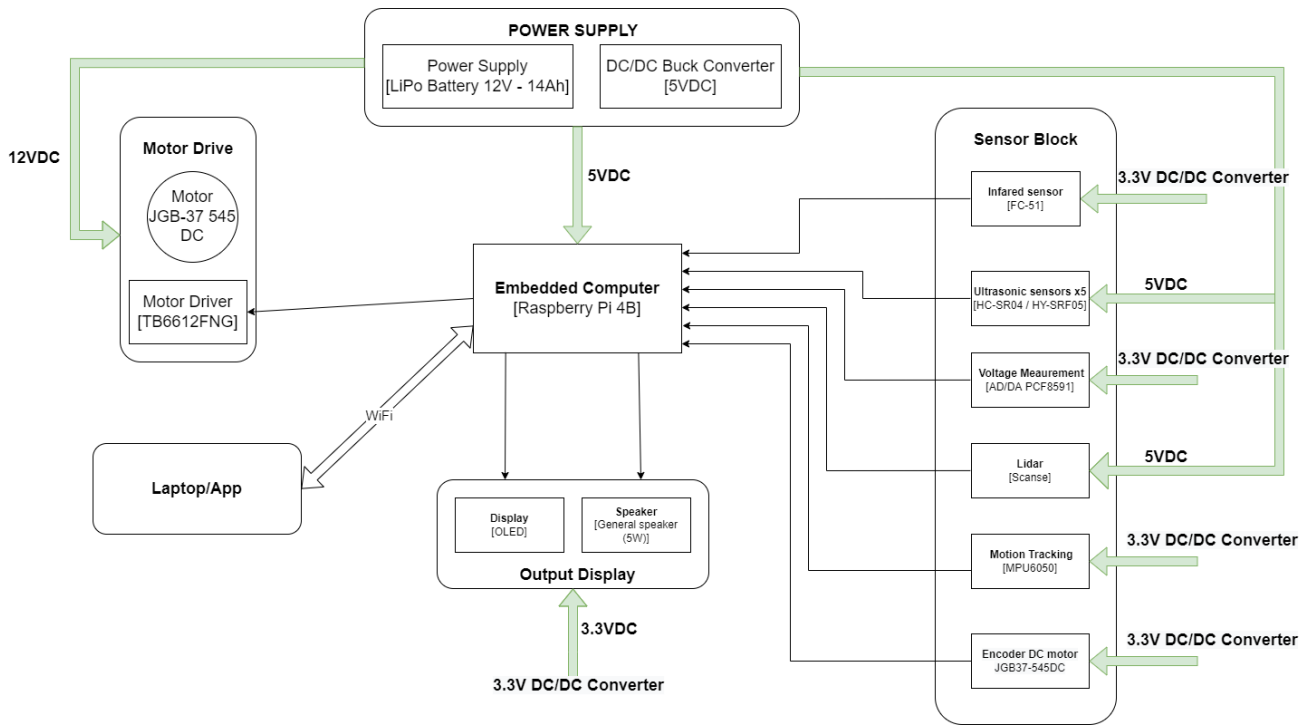 POWER SUPPLY
Power Supply
[LiPo Battery 12V - 14Ah]
DC/DC Buck Converter
[5VDC]
12VDC
Motor Drive
Motor
JGB-37 545
DC
Motor Driver
[TB6612FNG]
5VDC
Embedded Computer
[Raspberry Pi 4B]
WiFi
Laptop/App
Display
[OLED]
Speaker
[General speaker
(5W)]
Output Display
3.3VDC
3.3V DC/DC Converter
Sensor Block
Infared sensor
[FC-51]
3.3V DC/DC Converter
Ultrasonic sensors x5
[HC-SR04 / HY-SRF05]
5VDC
Voltage Meaurement
[AD/DA PCF8591]
3.3V DC/DC Converter
Lidar
[Scanse]
5VDC
Motion Tracking
[MPU6050]
3.3V DC/DC Converter
Encoder DC motor
JGB37-545DC
3.3V DC/DC Converter